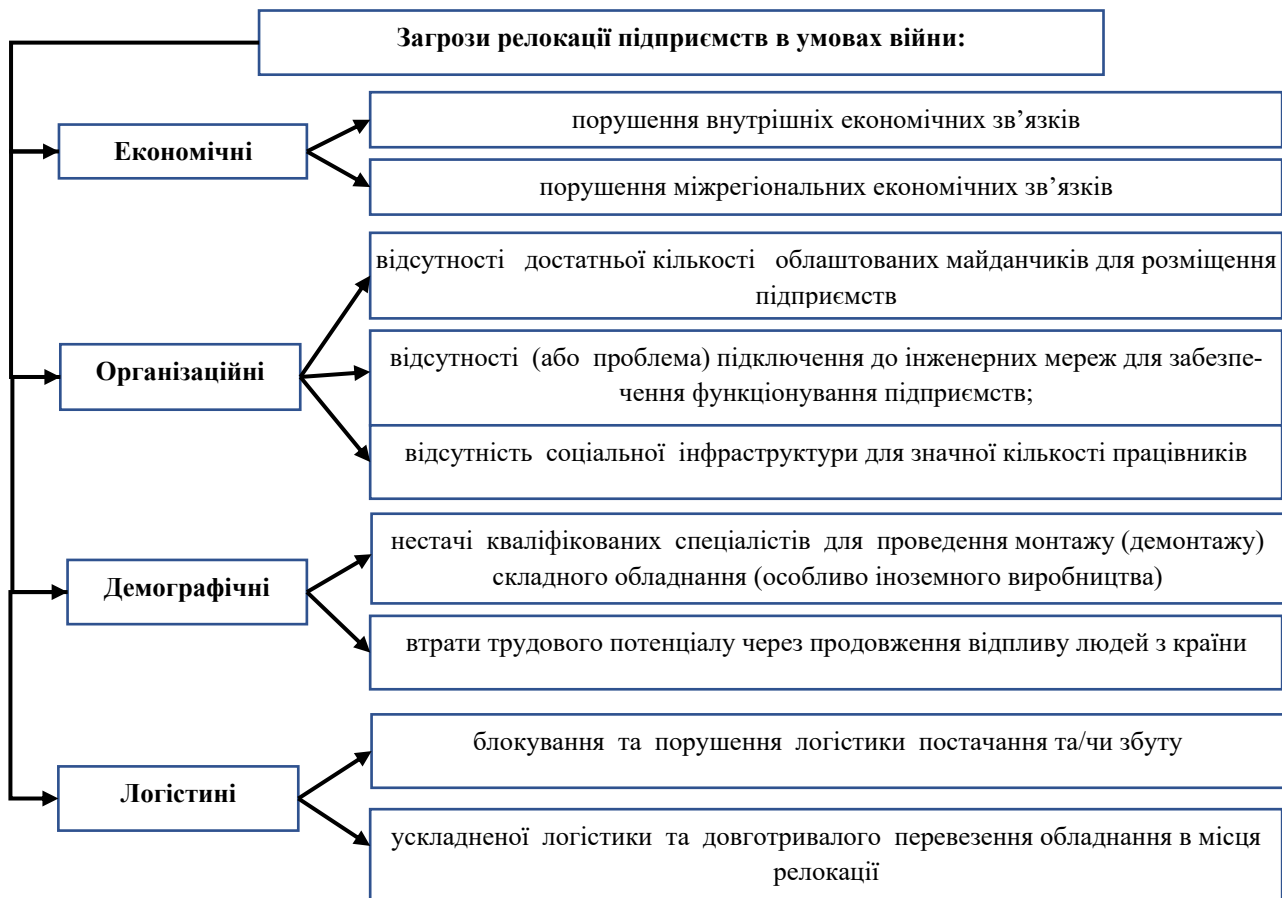 Загрози релокації підприємств в умовах війни:
Економічні
порушення внутрішніх економічних зв’язків
порушення міжрегіональних економічних зв’язків
Організаційні
відсутності достатньої кількості облаштованих майданчиків для розміщення
підприємств
відсутності (або проблема) підключення до інженерних мереж для забезпе-
чення функціонування підприємств;
відсутність соціальної інфраструктури для значної кількості працівників
Демографічні
нестачі кваліфікованих спеціалістів для проведення монтажу (демонтажу)
складного обладнання (особливо іноземного виробництва)
втрати трудового потенціалу через продовження відпливу людей з країни
Логістині
блокування та порушення логістики постачання та/чи збуту
ускладненої логістики та довготривалого перевезення обладнання в місця
релокації